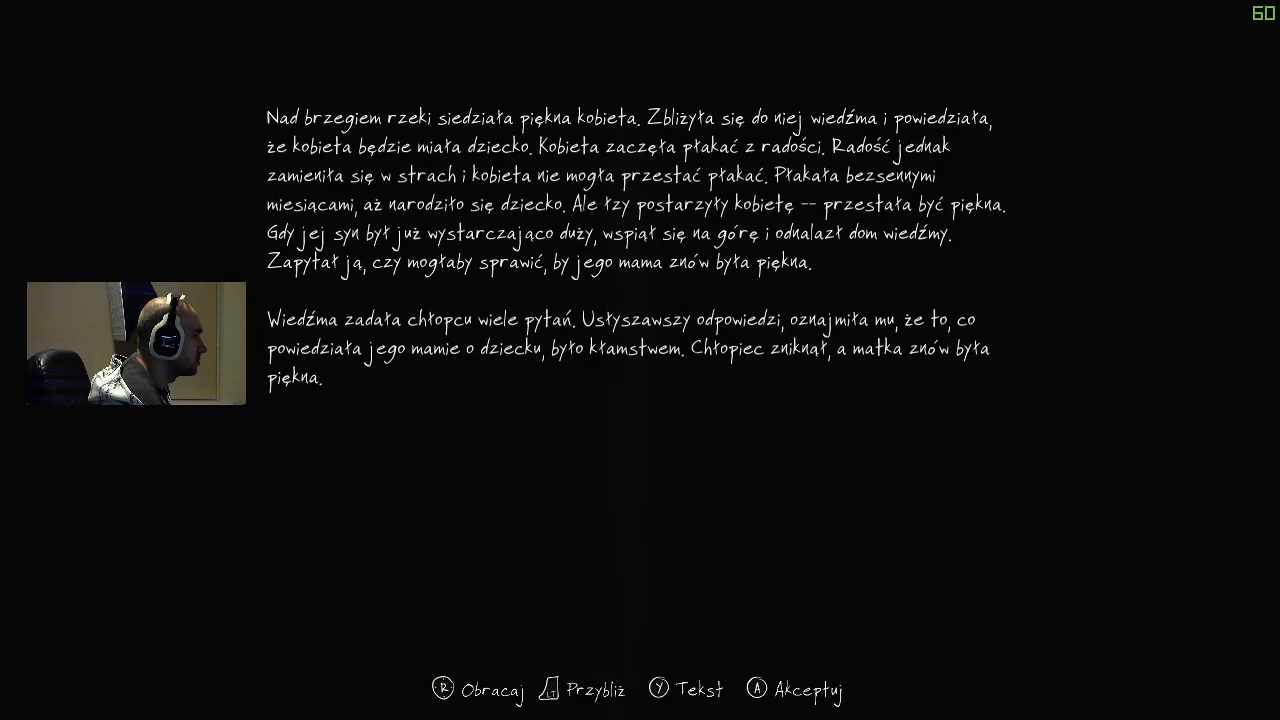 60
Nad brzegiem rzeki siedziała piękna kobieta. Zbliżyła się do niej wiedźma i powiedziała,
że kobieta będzie miała dziecko. Kobieta zaczęła płakać z radości. Radość jednak
zamieniła się w strach i kobieta nie mogła przestać płakać. Płakała bezsennymi
miesiącami, aż narodziło się dziecko. Ale łzy postarzyły kobietę -- przestała być piękna.
Gdy jej syn był już wystarczająco duży, wspiął się na górę i odnalazł dom wiedźmy.
Zapytał ją, czy mogłaby sprawić, by jego mama znów była piękna.
Wiedźma zadała chłopcu wiele pytań. Usłyszawszy odpowiedzi, oznajmiła mu, że to, co
powiedziała jego mamie o dziecku, było kłamstwem. Chłopiec zniknął, a matka znów była
piękna.
R Obracaj LT Przybliż Y Tekst A Akceptuj